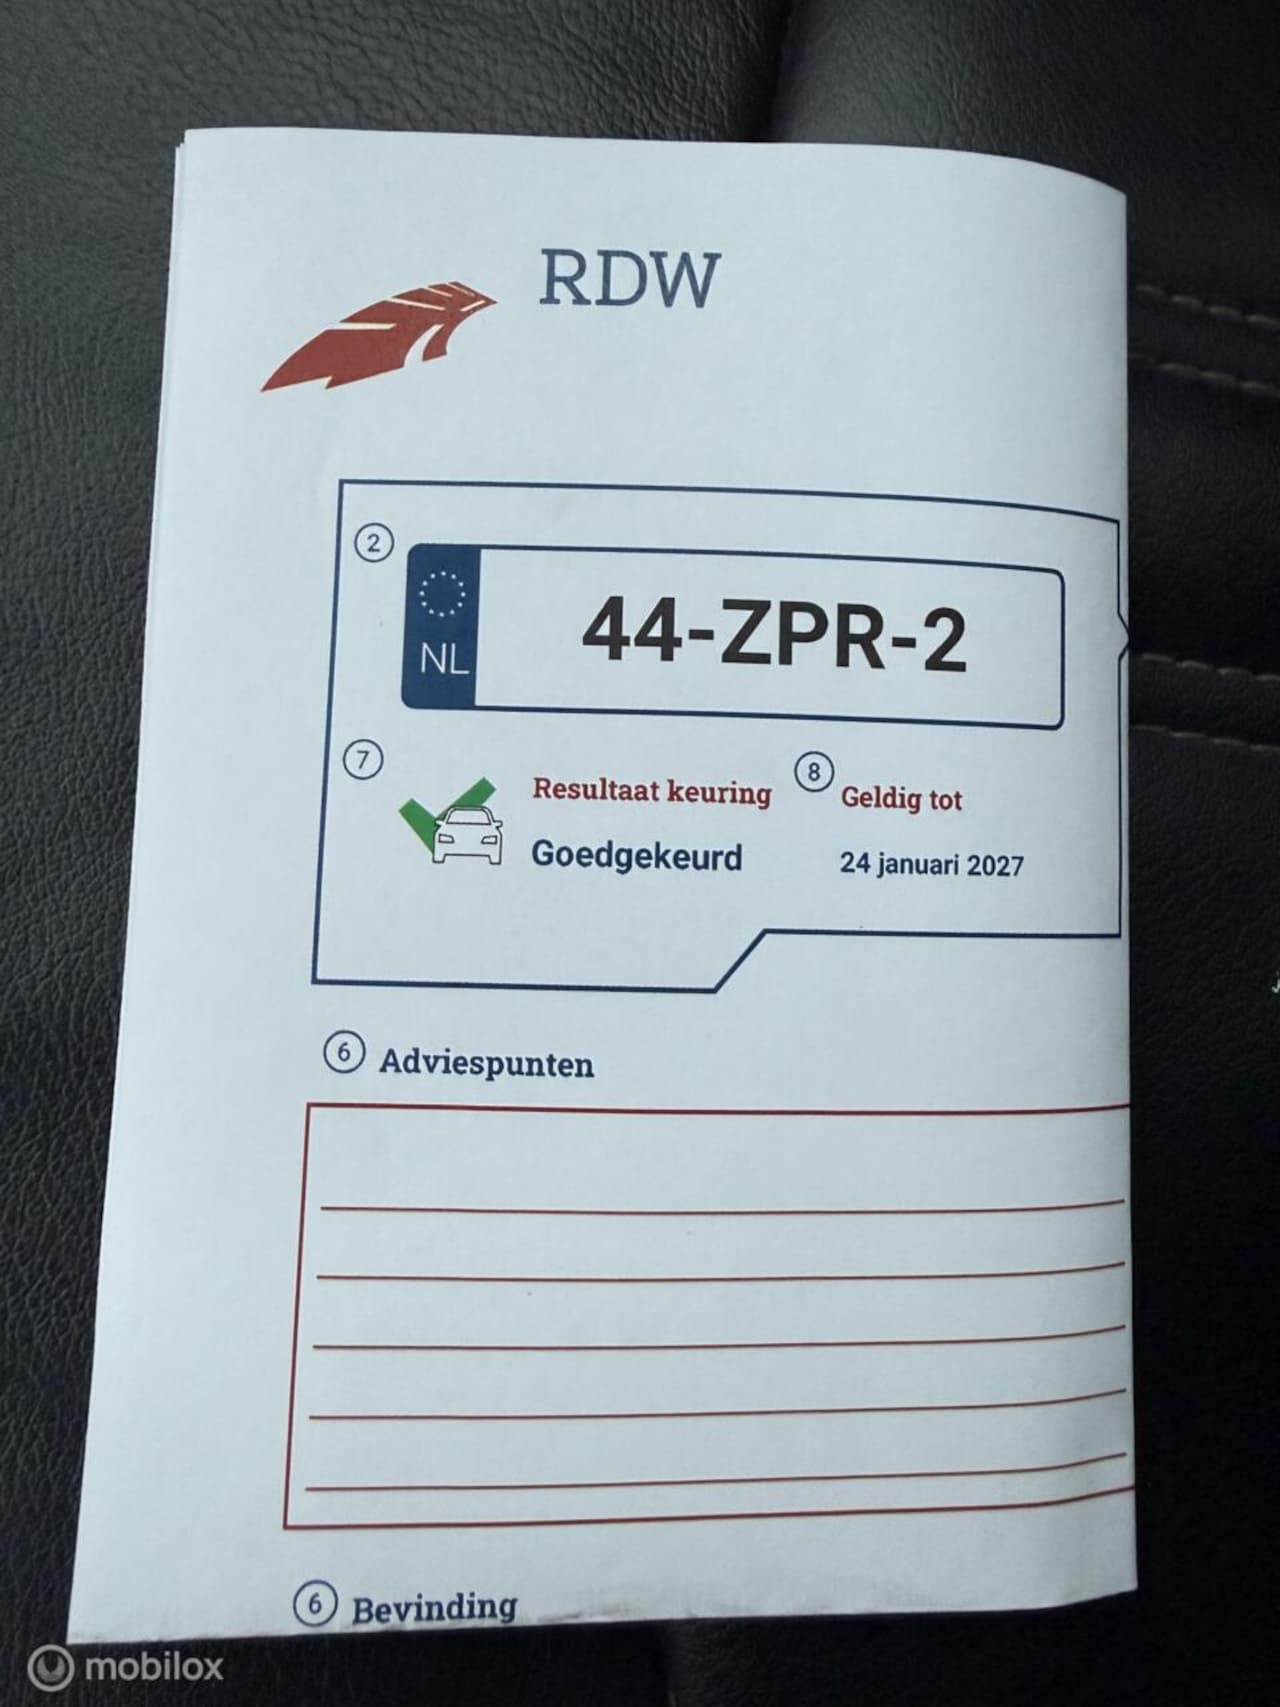 RDW
2
NL
44-ZPR-2
7
Resultaat keuring
8
Geldig tot
Goedgekeurd
24 januari 2027
6 Adviespunten
6 Bevinding
mobilox